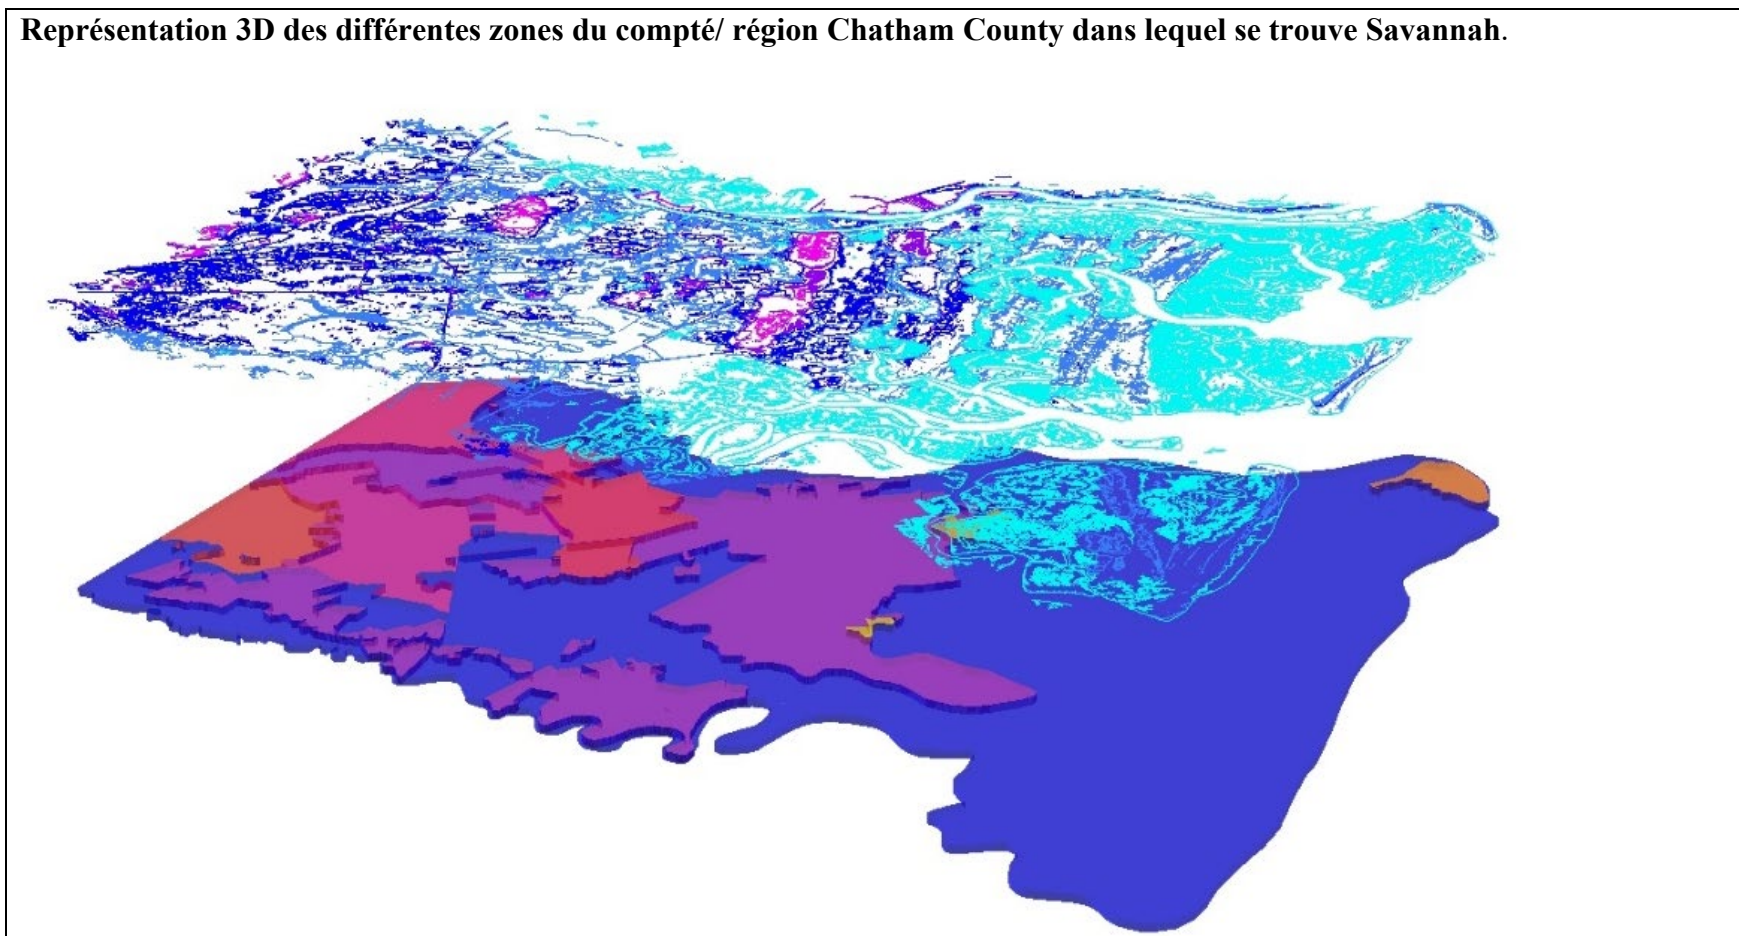 Représentation 3D des différentes zones du compté/ région Chatham County dans lequel se trouve Savannah.